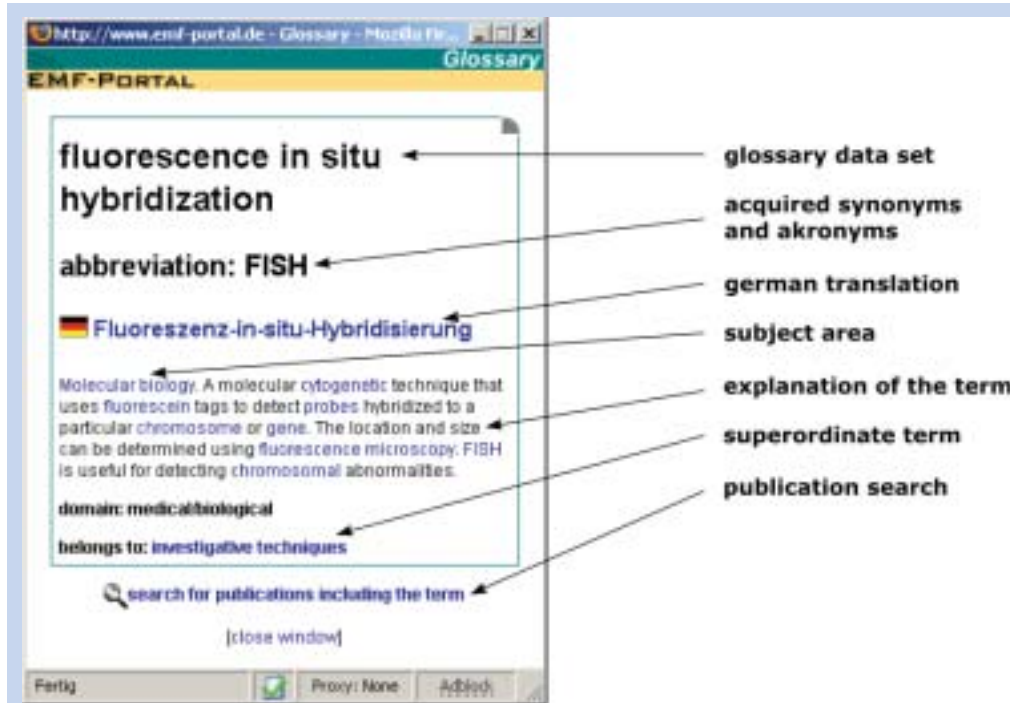 http://www.emf-portal.de - Glossary - Mozilla Fir...
Glossary
EMF-PORTAL
fluorescence in situ
hybridization
abbreviation: FISH
Fluoreszenz-in-situ-Hybridisierung
Molecular biology. A molecular cytogenetic technique that
uses fluorescein tags to detect probes hybridized to a
particular chromosome or gene. The location and size
can be determined using fluorescence microscopy. FISH
is useful for detecting chromosomal abnormalities.
domain: medical/biological
belongs to: investigative techniques
search for publications including the term
[close window]
Fertig
Proxy: None
Adblock
glossary data set
acquired synonyms
and akronyms
german translation
subject area
explanation of the term
superordinate term
publication search